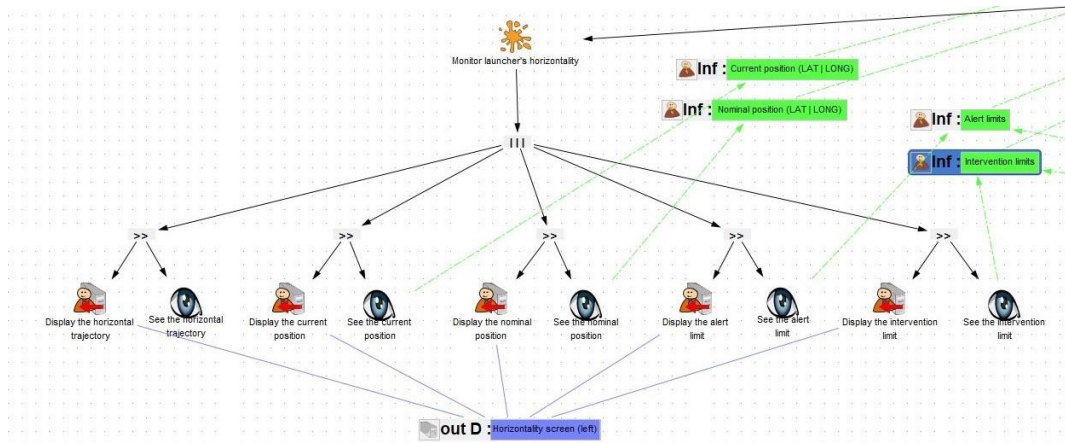 Monitor launcher's horizontality
Inf : Current position (LAT | LONG)
Inf : Nominal position (LAT | LONG)
Inf : Alert limits
Inf : Intervention limits
|||
>>
>>
>>
>>
>>
Display the horizontal
trajectory
See the horizontal
trajectory
Display the current
position
See the current
position
Display the nominal
position
See the nominal
position
Display the alert
limit
See the alert
limit
Display the intervention
limit
See the intervention
limit
out D : Horizontality screen (left)